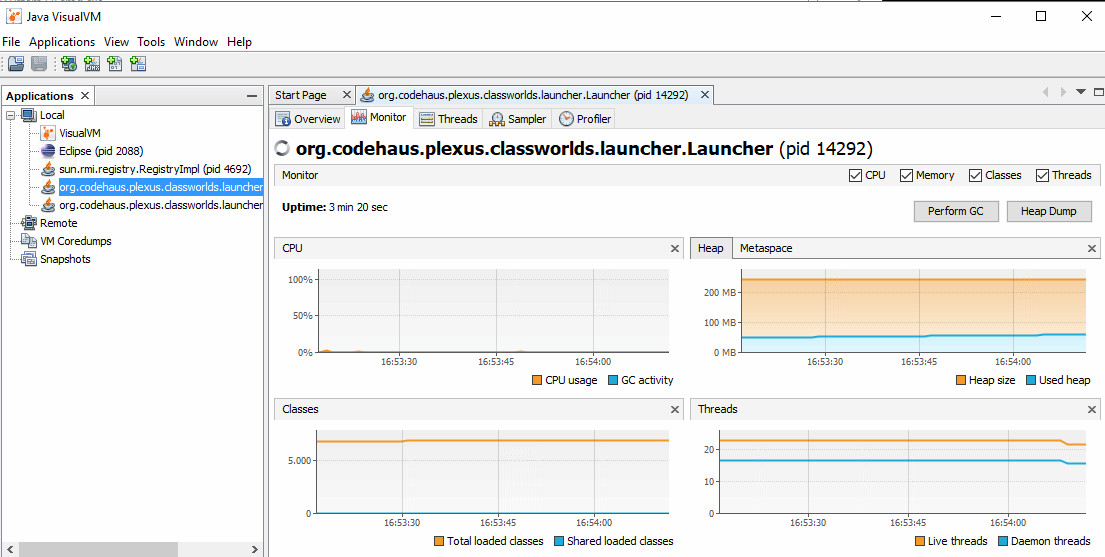 Java VisualVM
File Applications View Tools Window Help
Applications
Local
VisualVM
Eclipse (pid 2088)
sun.rmi.registry.RegistryImpl (pid 4692)
org.codehaus.plexus.classworlds.launcher
org.codehaus.plexus.classworlds.launcher
Remote
VM Coredumps
Snapshots
Start Page org.codehaus.plexus.classworlds.launcher.Launcher (pid 14292)
Overview Monitor Threads Sampler Profiler
org.codehaus.plexus.classworlds.launcher.Launcher (pid 14292)
Monitor CPU Memory Classes Threads
Uptime: 3 min 20 sec
Perform GC Heap Dump
CPU
100%
50%
0%
16:53:30 16:53:45 16:54:00
CPU usage GC activity
Heap Metaspace
200 MB
100 MB
0 MB
16:53:30 16:53:45 16:54:00
Heap size Used heap
Classes
5.000
0
16:53:30 16:53:45 16:54:00
Total loaded classes Shared loaded classes
Threads
20
10
0
16:53:30 16:53:45 16:54:00
Live threads Daemon threads